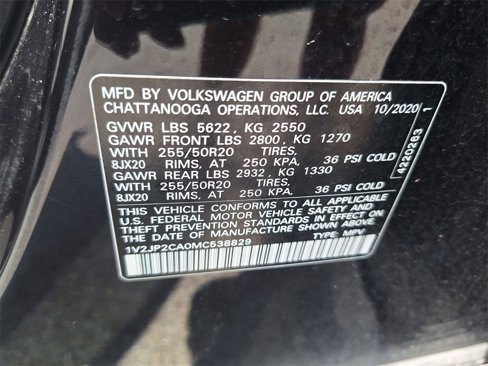 MFD BY VOLKSWAGEN GROUP OF AMERICA
CHATTANOOGA OPERATIONS, LLC. USA 10/2020
GVWR LBS 5622, KG 2550
GAWR FRONT LBS 2800, KG 1270
WITH 255/50R20 TIRES,
8JX20 RIMS, AT 250 KPA, 36 PSI COLD
GAWR REAR LBS 2932, KG 1330
WITH 255/50R20 TIRES,
8JX20 RIMS, AT 250 KPA, 36 PSI COLD
THIS VEHICLE CONFORMS TO ALL APPLICABLE
U.S. FEDERAL MOTOR VEHICLE SAFETY AND
THEFT PREVENTION STANDARDS IN EFFECT ON
THE DATE OF MANUFACTURE SHOWN ABOVE.
1V2JP2CA0MC538829 TYPE: MPV
4220263 1